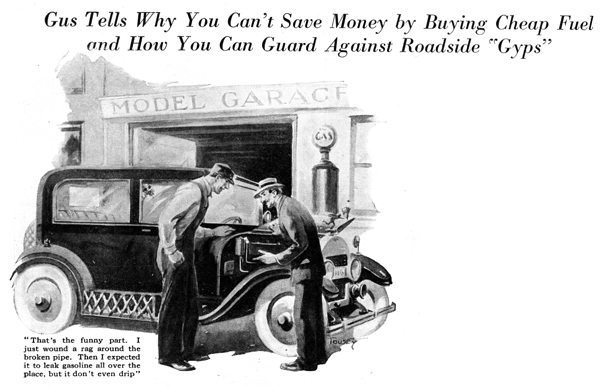 Gus Tells Why You Can't Save Money by Buying Cheap Fuel
and How You Can Guard Against Roadside "Gyps"
MODEL GARAGE
GAS
"That's the funny part. I
just wound a rag around the
broken pipe. Then I expected
it to leak gasoline all over the
place, but it don't even drip"